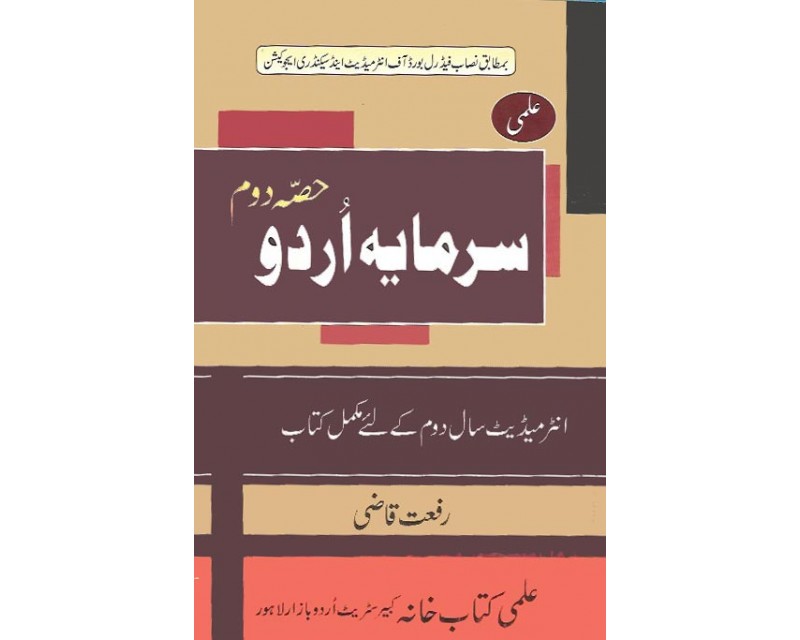 بمطابق نصاب فیڈرل بورڈ آف انٹرمیڈیٹ اینڈ سیکنڈری ایجوکیشن
علمی
حصّہ دوم
سرمایہ اُردو
انٹرمیڈیٹ سال دوم کے لئے مکمل کتاب
رفعت قاضی
علمی کتاب خانہ کبیر سٹریٹ اُردو بازار لاہور